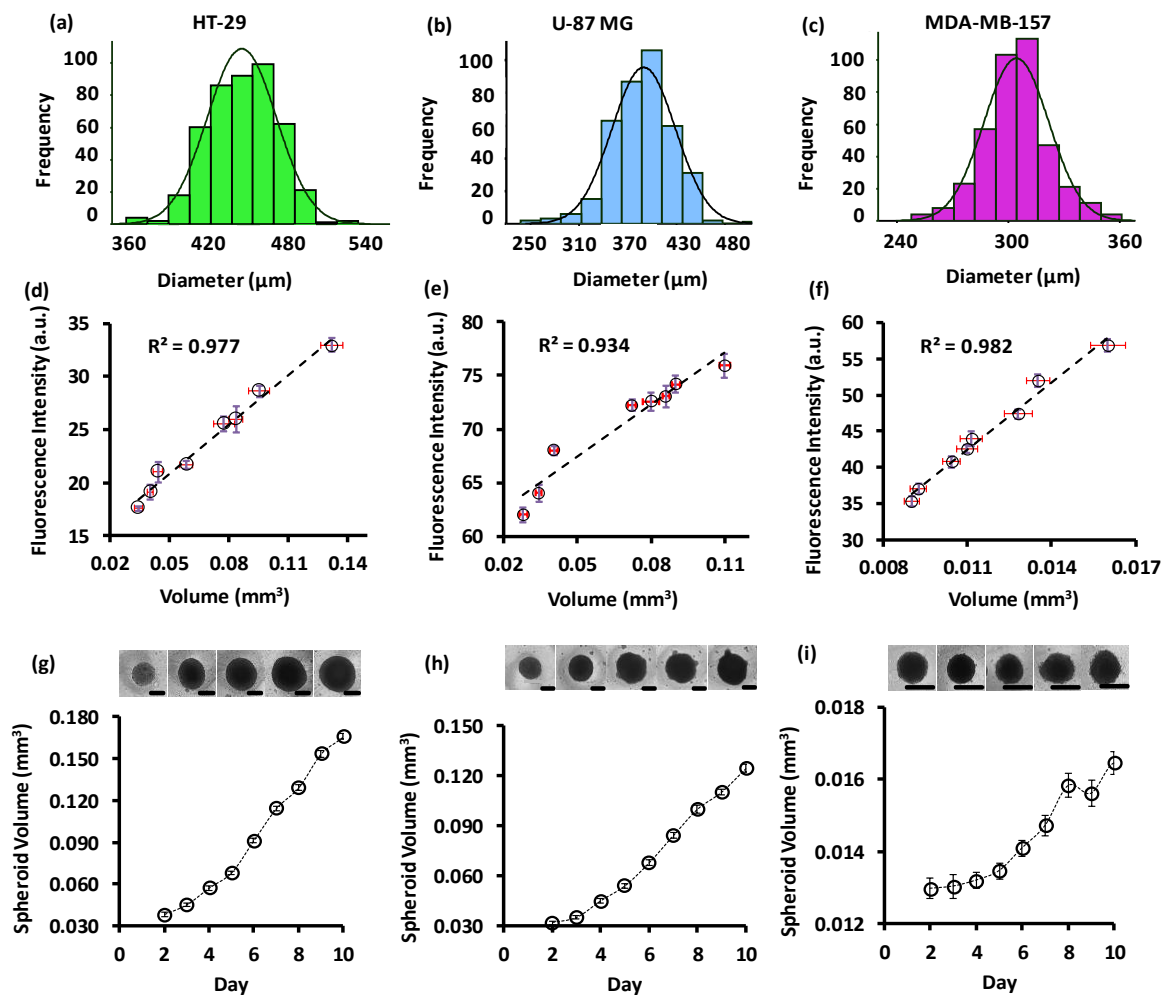 (a) HT-29
Frequency
100
80
60
40
20
0
360 420 480 540
Diameter (µm)
(b) U-87 MG
Frequency
100
80
60
40
20
0
250 310 370 430 480
Diameter (µm)
(c) MDA-MB-157
Frequency
100
80
60
40
20
0
240 300 360
Diameter (µm)
(d)
Fluorescence Intensity (a.u.)
R² = 0.977
35
30
25
20
15
0.02 0.05 0.08 0.11 0.14
Volume (mm³)
(e)
Fluorescence Intensity (a.u.)
R² = 0.934
80
75
70
65
60
0.02 0.05 0.08 0.11
Volume (mm³)
(f)
Fluorescence Intensity (a.u.)
R² = 0.982
60
55
50
45
40
35
30
0.008 0.011 0.014 0.017
Volume (mm³)
(g)
Spheroid Volume (mm³)
0.180
0.150
0.120
0.090
0.060
0.030
0 2 4 6 8 10
Day
(h)
Spheroid Volume (mm³)
0.150
0.120
0.090
0.060
0.030
0 2 4 6 8 10
Day
(i)
Spheroid Volume (mm³)
0.018
0.016
0.014
0.012
0 2 4 6 8 10
Day